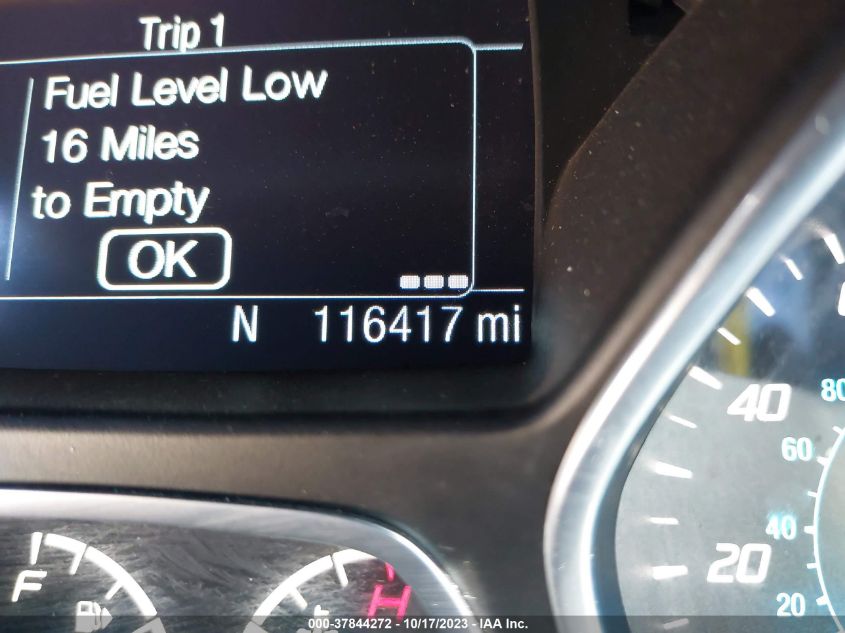 Trip 1
Fuel Level Low
16 Miles
to Empty
OK
N 116417 mi
40
80
60
40
20
20
F
H
000-37844272 - 10/17/2023 - IAA Inc.